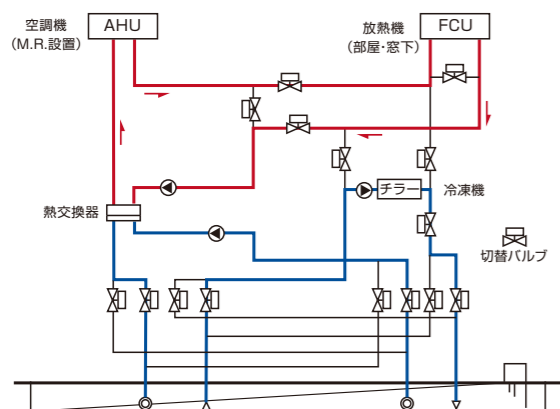 空調機
(M.R.設置)
AHU
放熱機
(部屋・窓下)
FCU
チラー
冷凍機
熱交換器
切替バルブ